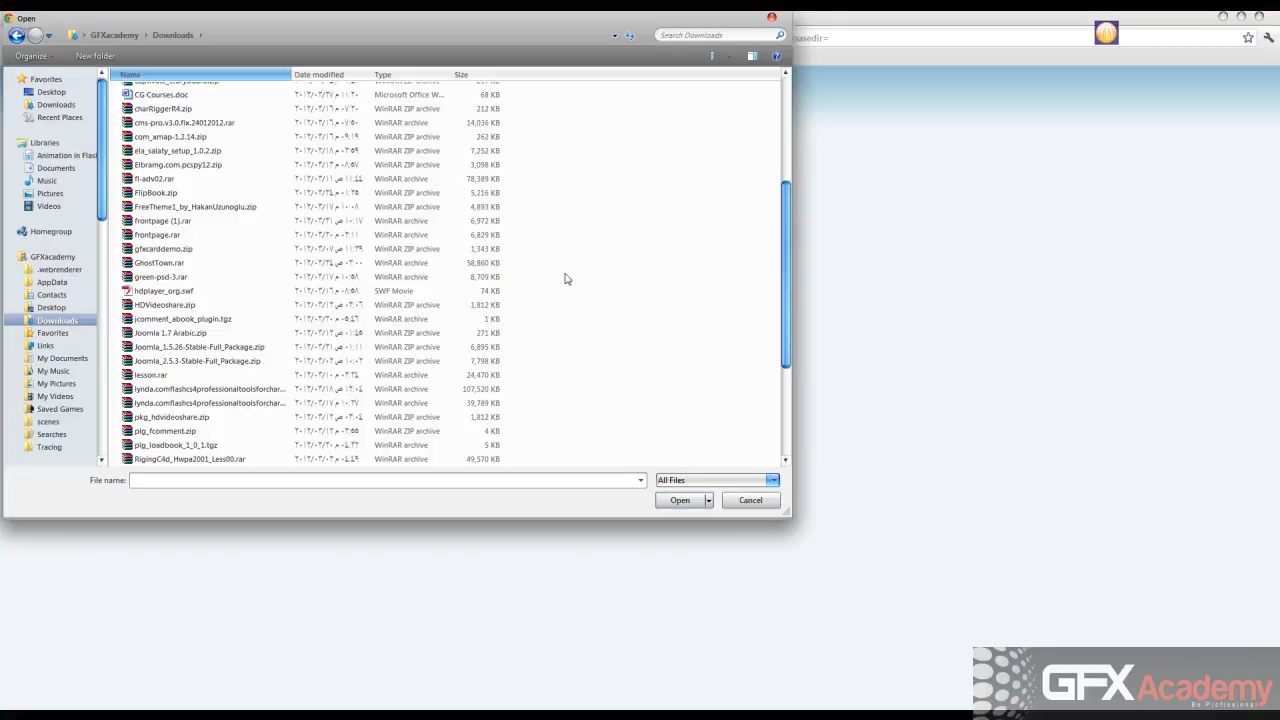 Open
GFXacademy Downloads
Search Downloads
basedir=
Organize
New folder
Name Date modified Type Size
Favorites
Desktop
Downloads
Recent Places
Libraries
Animation in Flas
Documents
Music
Pictures
Videos
Homegroup
GFXacademy
.webrenderer
AppData
Contacts
Desktop
Downloads
Favorites
Links
My Documents
My Music
My Pictures
My Videos
Saved Games
scenes
Searches
Tracing
CG Courses.doc Microsoft Office W... 68 KB
charRiggerR4.zip WinRAR ZIP archive 212 KB
cms-pro.v3.0.fix.24012012.rar WinRAR archive 14,036 KB
com_xmap-1.2.14.zip WinRAR ZIP archive 262 KB
ela_salaty_setup_1.0.2.zip WinRAR ZIP archive 7,252 KB
Elbramg.com.pcspy12.zip WinRAR ZIP archive 3,098 KB
fl-adv02.rar WinRAR archive 78,389 KB
FlipBook.zip WinRAR ZIP archive 5,216 KB
FreeTheme1_by_HakanUzunoglu.zip WinRAR ZIP archive 4,893 KB
frontpage (1).rar WinRAR archive 6,972 KB
frontpage.rar WinRAR archive 6,829 KB
gfxcarddemo.zip WinRAR ZIP archive 1,343 KB
GhostTown.rar WinRAR archive 58,860 KB
green-psd-3.rar WinRAR archive 8,709 KB
hdplayer_org.swf SWF Movie 74 KB
HDVideoshare.zip WinRAR ZIP archive 1,812 KB
jcomment_abook_plugin.tgz WinRAR archive 1 KB
Joomla 1.7 Arabic.zip WinRAR ZIP archive 271 KB
Joomla_1.5.26-Stable-Full_Package.zip WinRAR ZIP archive 6,895 KB
Joomla_2.5.3-Stable-Full_Package.zip WinRAR ZIP archive 7,798 KB
lesson.rar WinRAR archive 24,470 KB
lynda.comflashcs4professionaltoolsforchar... WinRAR archive 107,520 KB
lynda.comflashcs4professionaltoolsforchar... WinRAR archive 39,789 KB
pkg_hdvideoshare.zip WinRAR ZIP archive 1,812 KB
plg_fcomment.zip WinRAR ZIP archive 4 KB
plg_loadbook_1_0_1.tgz WinRAR archive 5 KB
RigingC4d_Hwpa2001_Less00.rar WinRAR archive 49,570 KB
File name:
All Files
Open
Cancel
GFX Academy
Be Profissional